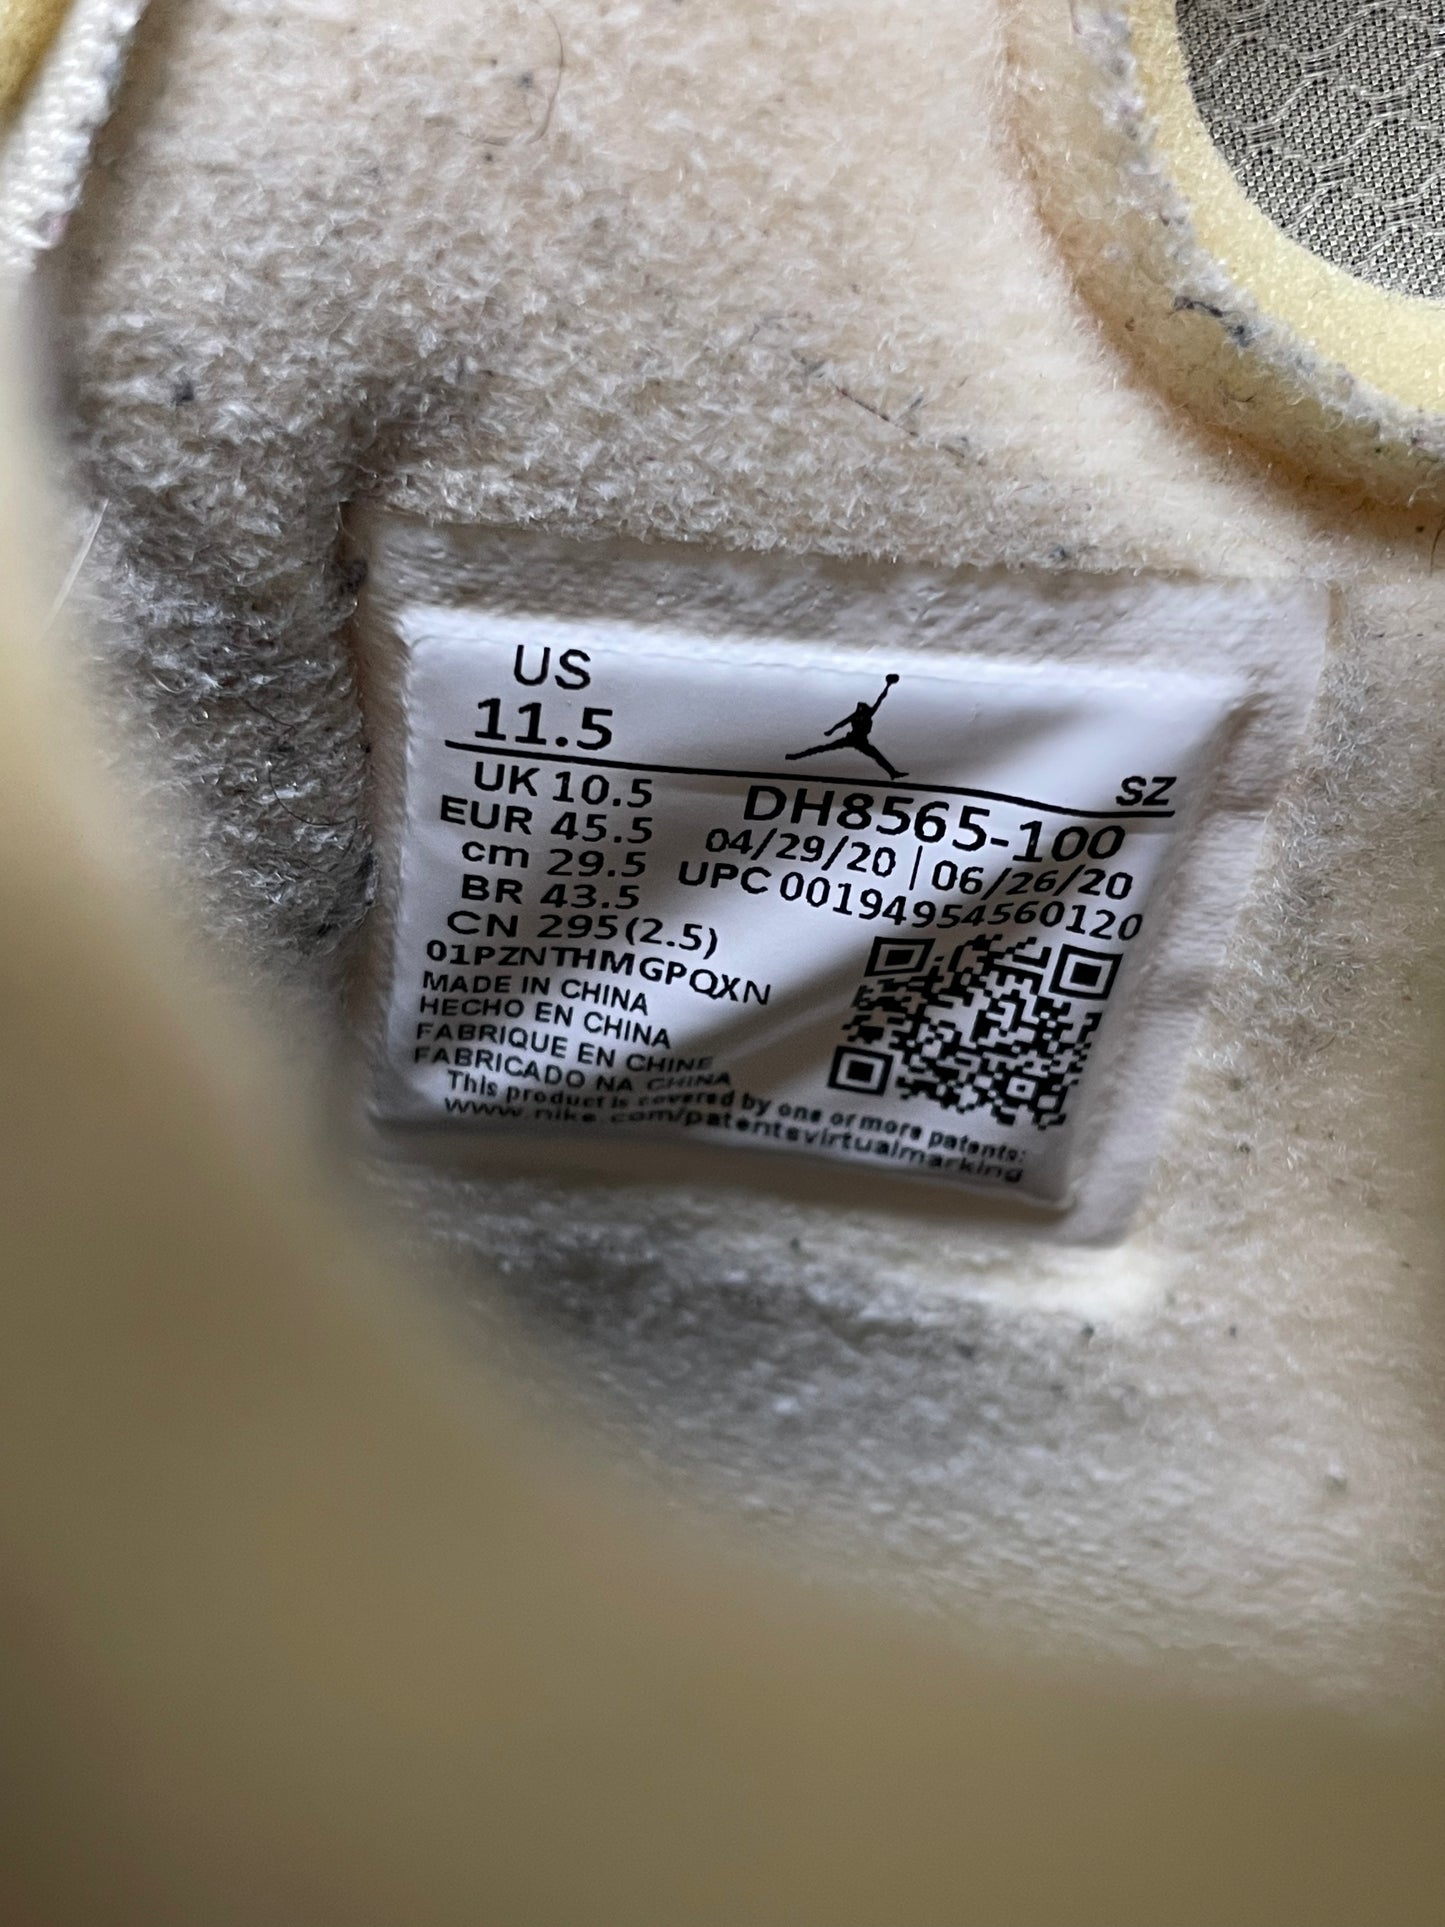 US
11.5
SZ
UK 10.5
EUR 45.5
cm 29.5
BR 43.5
CN 295(2.5)
DH8565-100
04/29/20 | 06/26/20
UPC 00194954560120
01PZNTHMGPQXN
MADE IN CHINA
HECHO EN CHINA
FABRIQUE EN CHINE
FABRICADO NA CHINA
This product is covered by one or more patents:
www.nike.com/patentsvirtualmarking